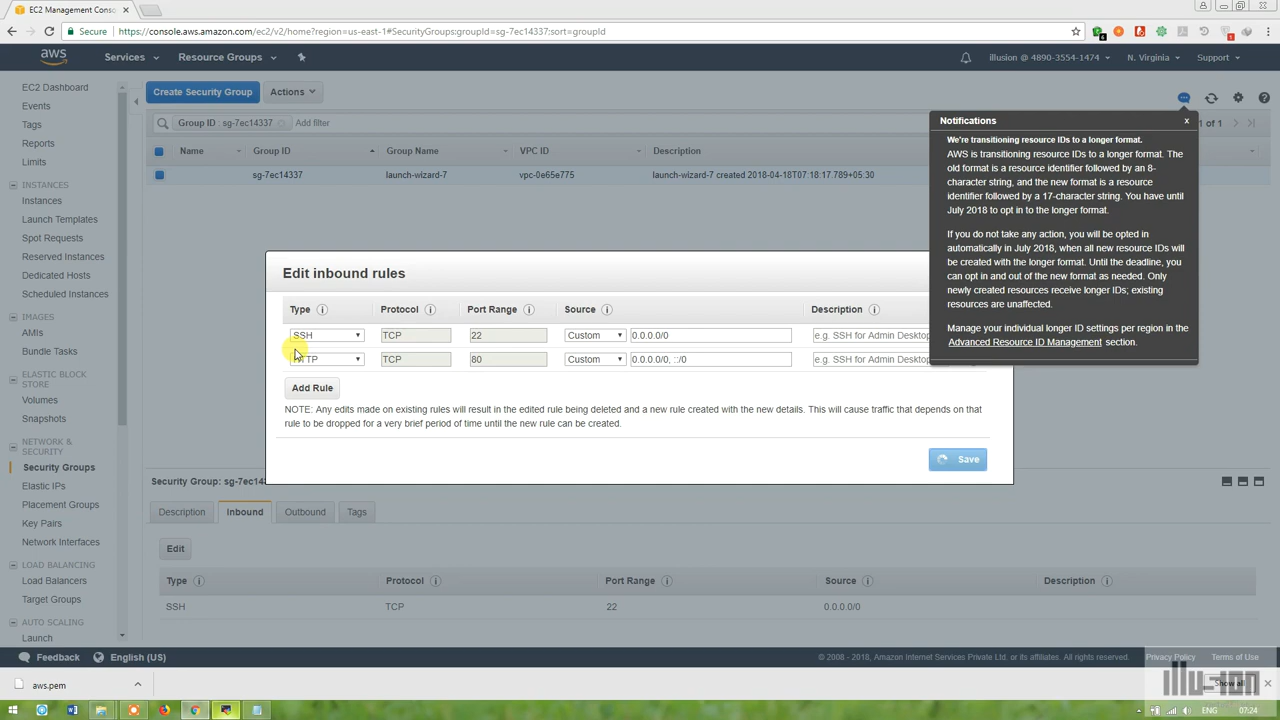 EC2 Management Conso
Secure https://console.aws.amazon.com/ec2/v2/home?region=us-east-1#SecurityGroups:groupId=sg-7ec14337;sort=groupId
aws Services Resource Groups illusion @ 4890-3554-1474 N. Virginia Support
EC2 Dashboard
Events
Tags
Reports
Limits
INSTANCES
Instances
Launch Templates
Spot Requests
Reserved Instances
Dedicated Hosts
Scheduled Instances
IMAGES
AMIs
Bundle Tasks
ELASTIC BLOCK
STORE
Volumes
Snapshots
NETWORK &
SECURITY
Security Groups
Elastic IPs
Placement Groups
Key Pairs
Network Interfaces
LOAD BALANCING
Load Balancers
Target Groups
AUTO SCALING
Launch
Create Security Group Actions
Group ID : sg-7ec14337 Add filter
1 of 1
Name Group ID Group Name VPC ID Description
sg-7ec14337 launch-wizard-7 vpc-0e65e775 launch-wizard-7 created 2018-04-18T07:18:17.789+05:30
Notifications x
We're transitioning resource IDs to a longer format.
AWS is transitioning resource IDs to a longer format. The
old format is a resource identifier followed by an 8-
character string, and the new format is a resource
identifier followed by a 17-character string. You have until
July 2018 to opt in to the longer format.
If you do not take any action, you will be opted in
automatically in July 2018, when all new resource IDs will
be created with the longer format. Until the deadline, you
can opt in and out of the new format as needed. Only
newly created resources receive longer IDs; existing
resources are unaffected.
Manage your individual longer ID settings per region in the
Advanced Resource ID Management section.
Edit inbound rules
Type Protocol Port Range Source Description
SSH TCP 22 Custom 0.0.0.0/0 e.g. SSH for Admin Desktop
HTTP TCP 80 Custom 0.0.0.0/0, ::/0 e.g. SSH for Admin Desktop
Add Rule
NOTE: Any edits made on existing rules will result in the edited rule being deleted and a new rule created with the new details. This will cause traffic that depends on that
rule to be dropped for a very brief period of time until the new rule can be created.
Save
Security Group: sg-7ec143
Description Inbound Outbound Tags
Edit
Type Protocol Port Range Source Description
SSH TCP 22 0.0.0.0/0
Feedback English (US) © 2008 - 2018, Amazon Internet Services Private Ltd. or its affiliates. All rights reserved. Privacy Policy Terms of Use
aws.pem Show all
illusion
ENG 07:24